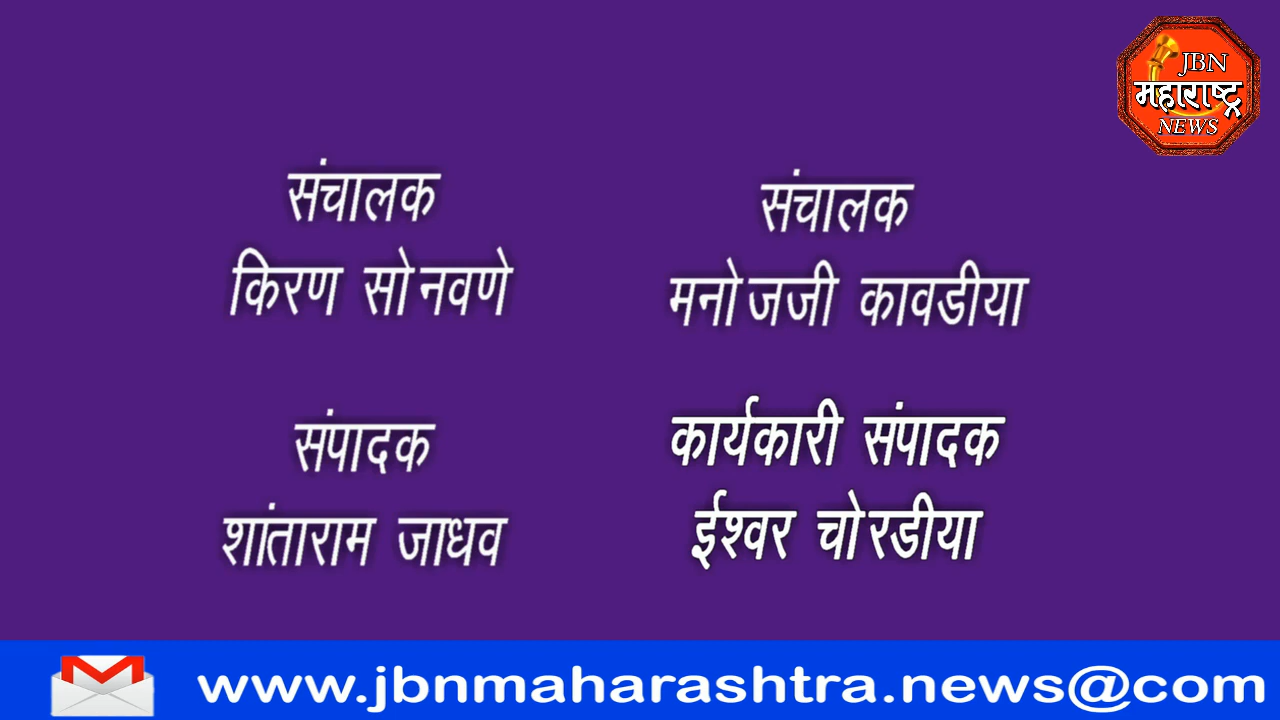 JBN
महाराष्ट्र
NEWS
संचालक
किरण सोनवणे
संचालक
मनोजजी कावडीया
संपादक
शांताराम जाधव
कार्यकारी संपादक
ईश्वर चोरडीया
www.jbnmaharashtra.news@com